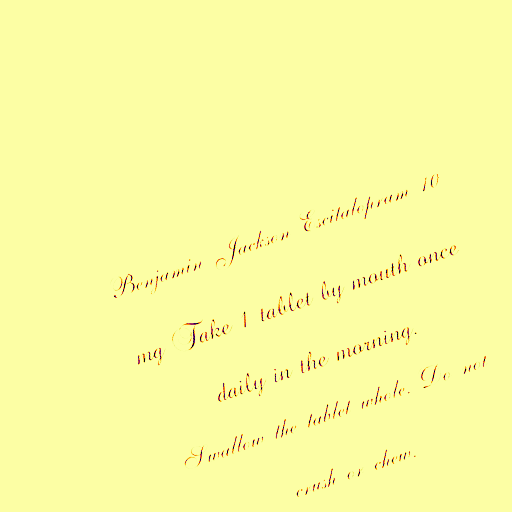 Benjamin Jackson Escitalopram 10
mg Take 1 tablet by mouth once
daily in the morning.
Swallow the tablet whole. Do not
crush or chew.